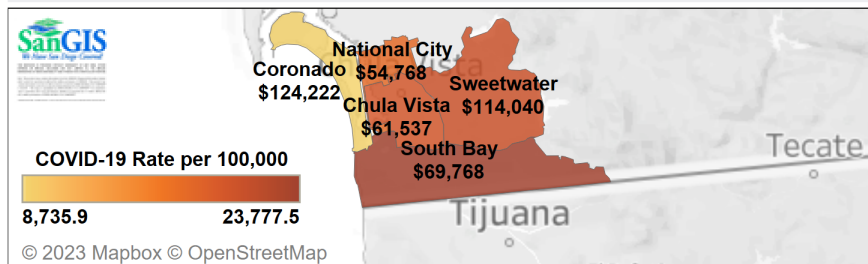 SanGIS
We Have San Diego Covered!
National City
$54,768
Chula Vista
Coronado
$124,222
Sweetwater
$114,040
Chula Vista
$61,537
South Bay
$69,768
COVID-19 Rate per 100,000
8,735.9
23,777.5
Tecate
Tijuana
© 2023 Mapbox © OpenStreetMap